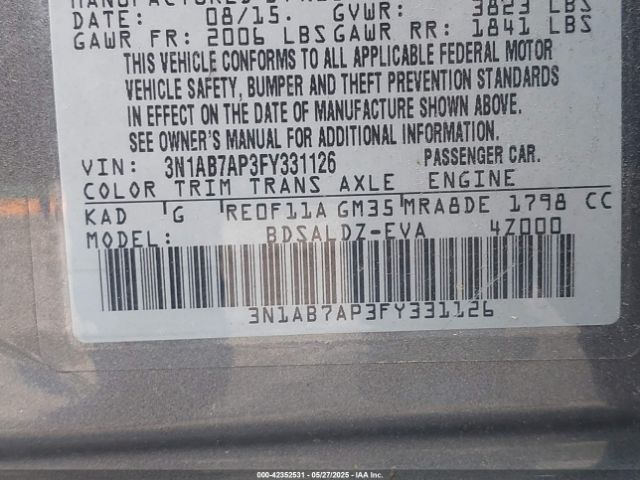 MANUFACTURED
DATE: 08/15. GVWR: 3823 LBS
GAWR FR: 2006 LBS GAWR RR: 1841 LBS
THIS VEHICLE CONFORMS TO ALL APPLICABLE FEDERAL MOTOR
VEHICLE SAFETY, BUMPER AND THEFT PREVENTION STANDARDS
IN EFFECT ON THE DATE OF MANUFACTURE SHOWN ABOVE.
SEE OWNER'S MANUAL FOR ADDITIONAL INFORMATION.
VIN: 3N1AB7AP3FY331126 PASSENGER CAR.
COLOR TRIM TRANS AXLE ENGINE
KAD G RE0F11A GM35 MRA8DE 1798 CC
MODEL: BDSALDZ-EVA 4Z000
3N1AB7AP3FY331126
000-42352531 - 05/27/2025 - IAAI.COM